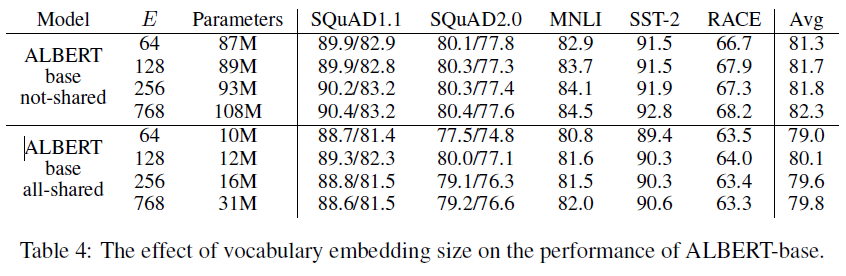 Model E Parameters SQuAD1.1 SQuAD2.0 MNLI SST-2 RACE Avg
ALBERT base not-shared
64 87M 89.9/82.9 80.1/77.8 82.9 91.5 66.7 81.3
128 89M 89.9/82.8 80.3/77.3 83.7 91.5 67.9 81.7
256 93M 90.2/83.2 80.3/77.4 84.1 91.9 67.3 81.8
768 108M 90.4/83.2 80.4/77.6 84.5 92.8 68.2 82.3
ALBERT base all-shared
64 10M 88.7/81.4 77.5/74.8 80.8 89.4 63.5 79.0
128 12M 89.3/82.3 80.0/77.1 81.6 90.3 64.0 80.1
256 16M 88.8/81.5 79.1/76.3 81.5 90.3 63.4 79.6
768 31M 88.6/81.5 79.2/76.6 82.0 90.6 63.3 79.8
Table 4: The effect of vocabulary embedding size on the performance of ALBERT-base.